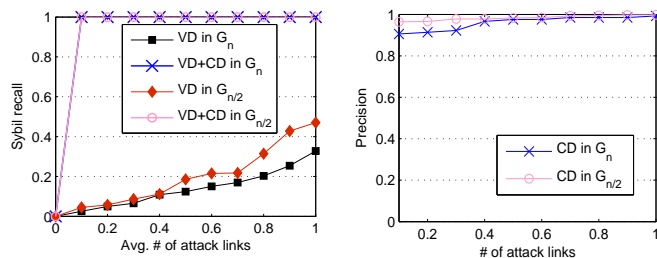 Sybil recall
1
0.8
0.6
0.4
0.2
0
0 0.2 0.4 0.6 0.8 1
Avg. # of attack links
VD in Gn
VD+CD in Gn
VD in Gn/2
VD+CD in Gn/2
Precision
1
0.8
0.6
0.4
0.2
0
0.2 0.4 0.6 0.8 1
# of attack links
CD in Gn
CD in Gn/2